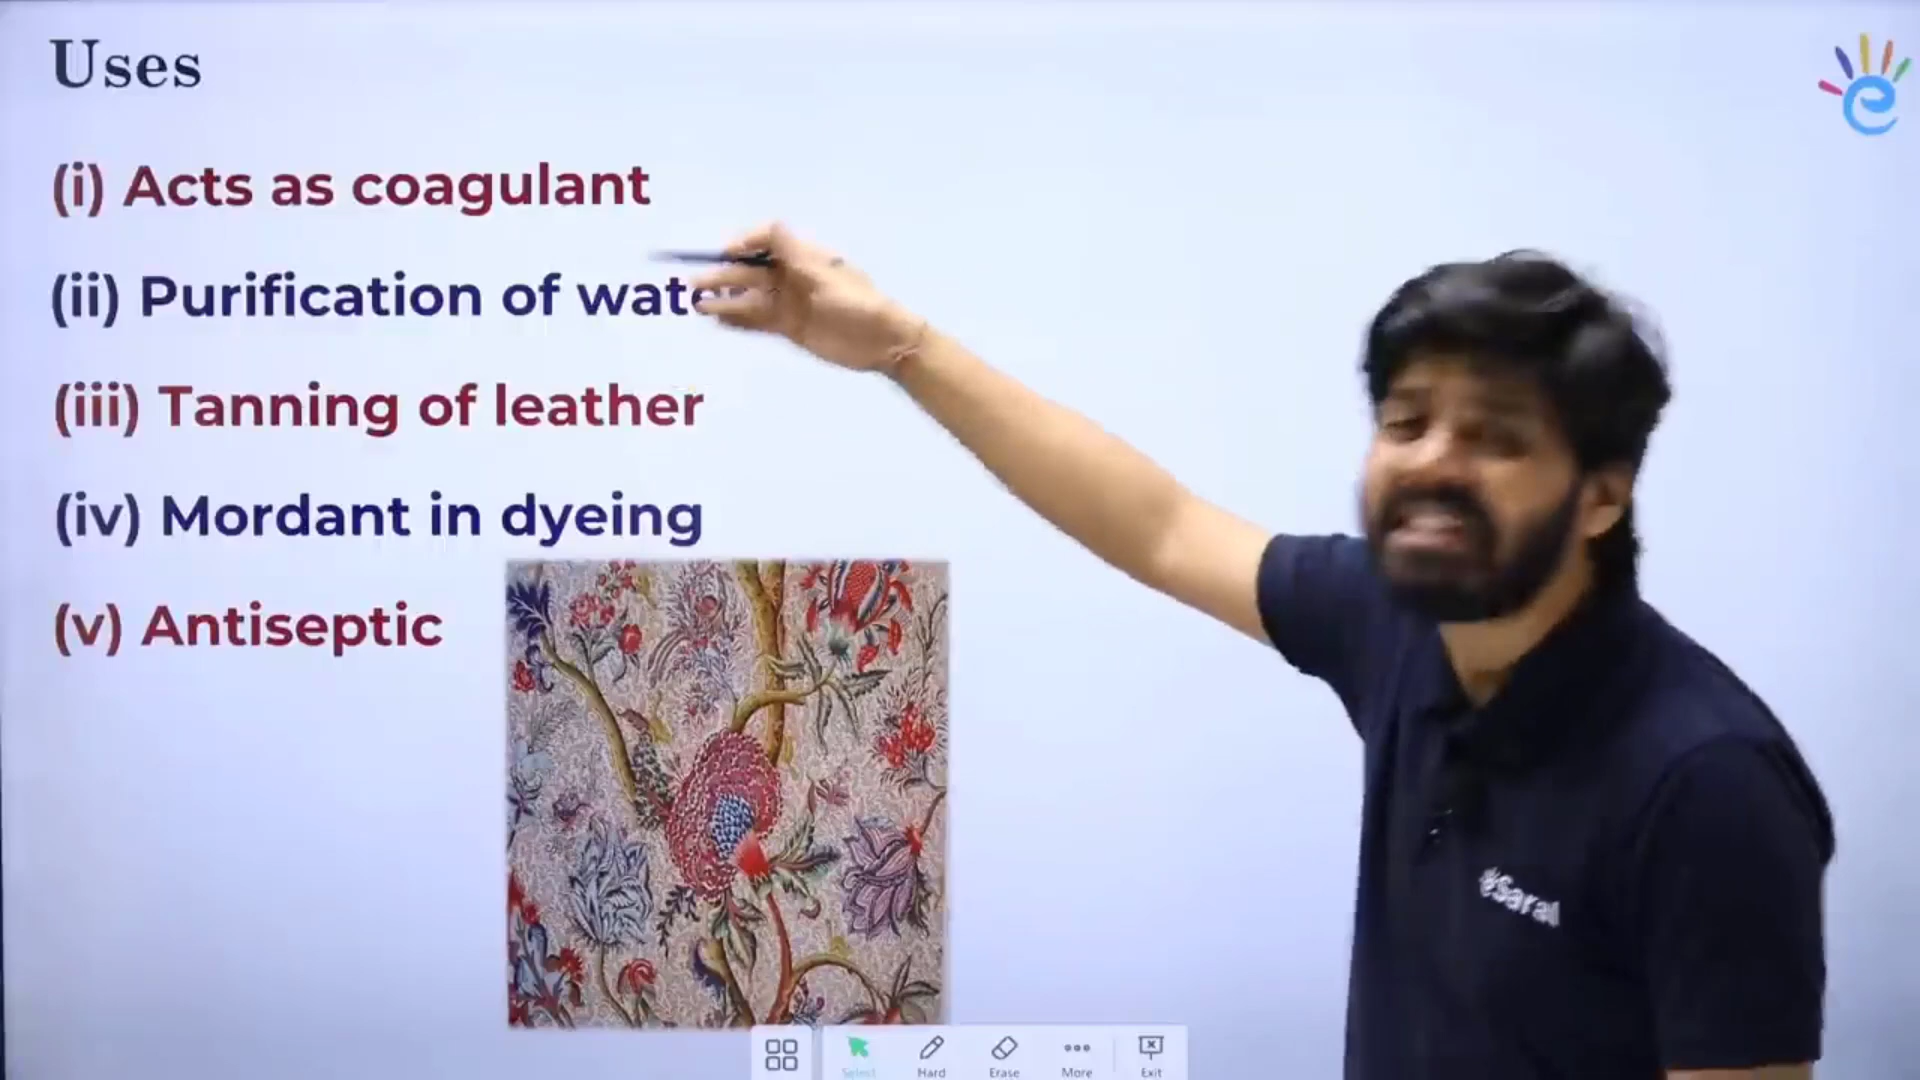 Uses
(i) Acts as coagulant
(ii) Purification of
(iii) Tanning of leather
(iv) Mordant in dyeing
(v) Antiseptic
eSaral
Select Hard Erase More Exit